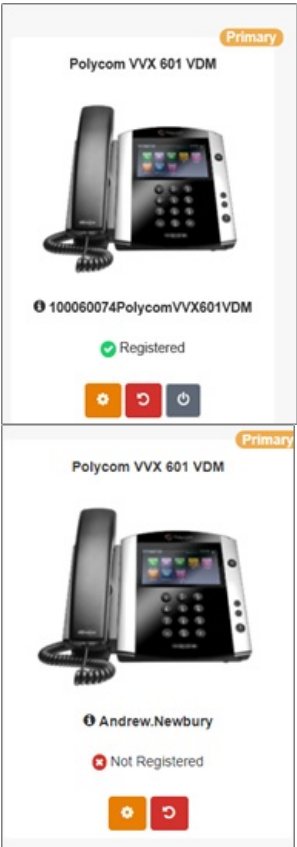 Primary
Polycom VVX 601 VDM
100060074PolycomVVX601VDM
Registered
Primary
Polycom VVX 601 VDM
Andrew.Newbury
Not Registered